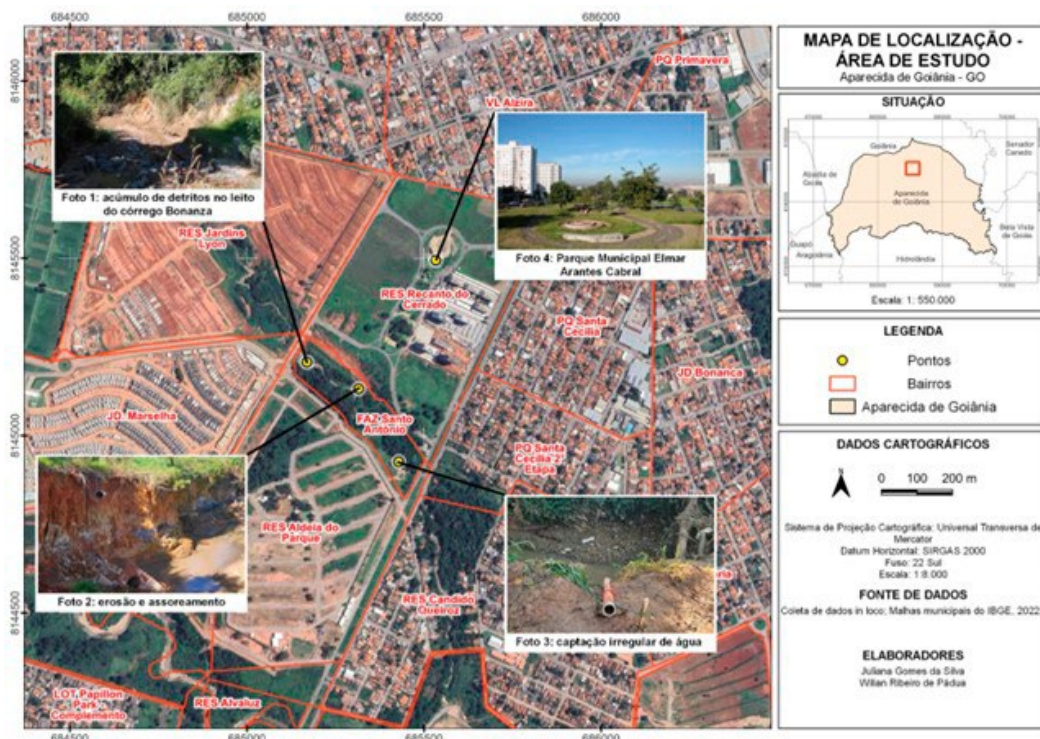 684500 685000 685500 686000
8146000
8145500
8145000
8144500
PQ Primavera
VL Alzira
Foto 1: acúmulo de detritos no leito
do córrego Bonanza
RES Jardins
Lyon
Foto 4: Parque Municipal Elmar
Arantes Cabral
RES Recanto do
Cerrado
PQ Santa
Cecília
JD Bonança
JD. Marselha
FAZ Santo
Antônio
PQ Santa
Cecília 2ª
Etapa
RES Aldeia do
Parque
Foto 2: erosão e assoreamento
RES Candido
Queiroz
Foto 3: captação irregular de água
LOT Papillon
Park
Complemento
RES Alvaluz
684500 685000 685500 686000
MAPA DE LOCALIZAÇÃO -
ÁREA DE ESTUDO
Aparecida de Goiânia - GO
SITUAÇÃO
Goiânia
Senador
Canedo
Abadia de
Goiás
Aparecida
de Goiânia
Bela Vista
de Goiás
Guapó
Aragoiânia
Hidrolândia
Escala: 1: 550.000
LEGENDA
Pontos
Bairros
Aparecida de Goiânia
DADOS CARTOGRÁFICOS
N
0 100 200 m
Sistema de Projeção Cartográfica: Universal Transversa de
Mercator
Datum Horizontal: SIRGAS 2000
Fuso: 22 Sul
Escala: 1:8.000
FONTE DE DADOS
Coleta de dados in loco; Malhas municipais do IBGE, 2022
ELABORADORES
Juliana Gomes da Silva
Wilian Ribeiro de Pádua